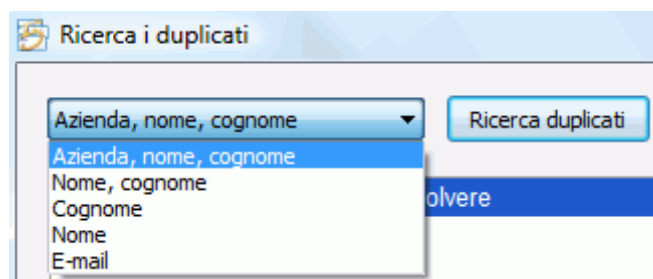 Ricerca i duplicati
Azienda, nome, cognome
Ricerca duplicati
Azienda, nome, cognome
Nome, cognome
olvere
Cognome
Nome
E-mail